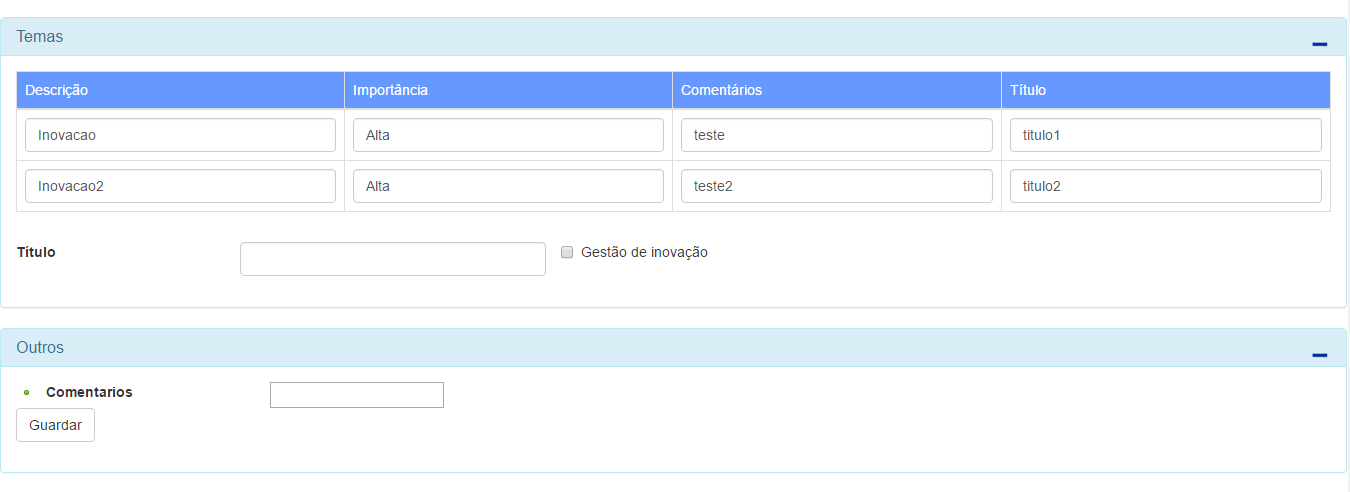 Temas
Descrição Importância Comentários Título
Inovacao Alta teste titulo1
Inovacao2 Alta teste2 titulo2
Título Gestão de inovação
Outros
Comentarios
Guardar